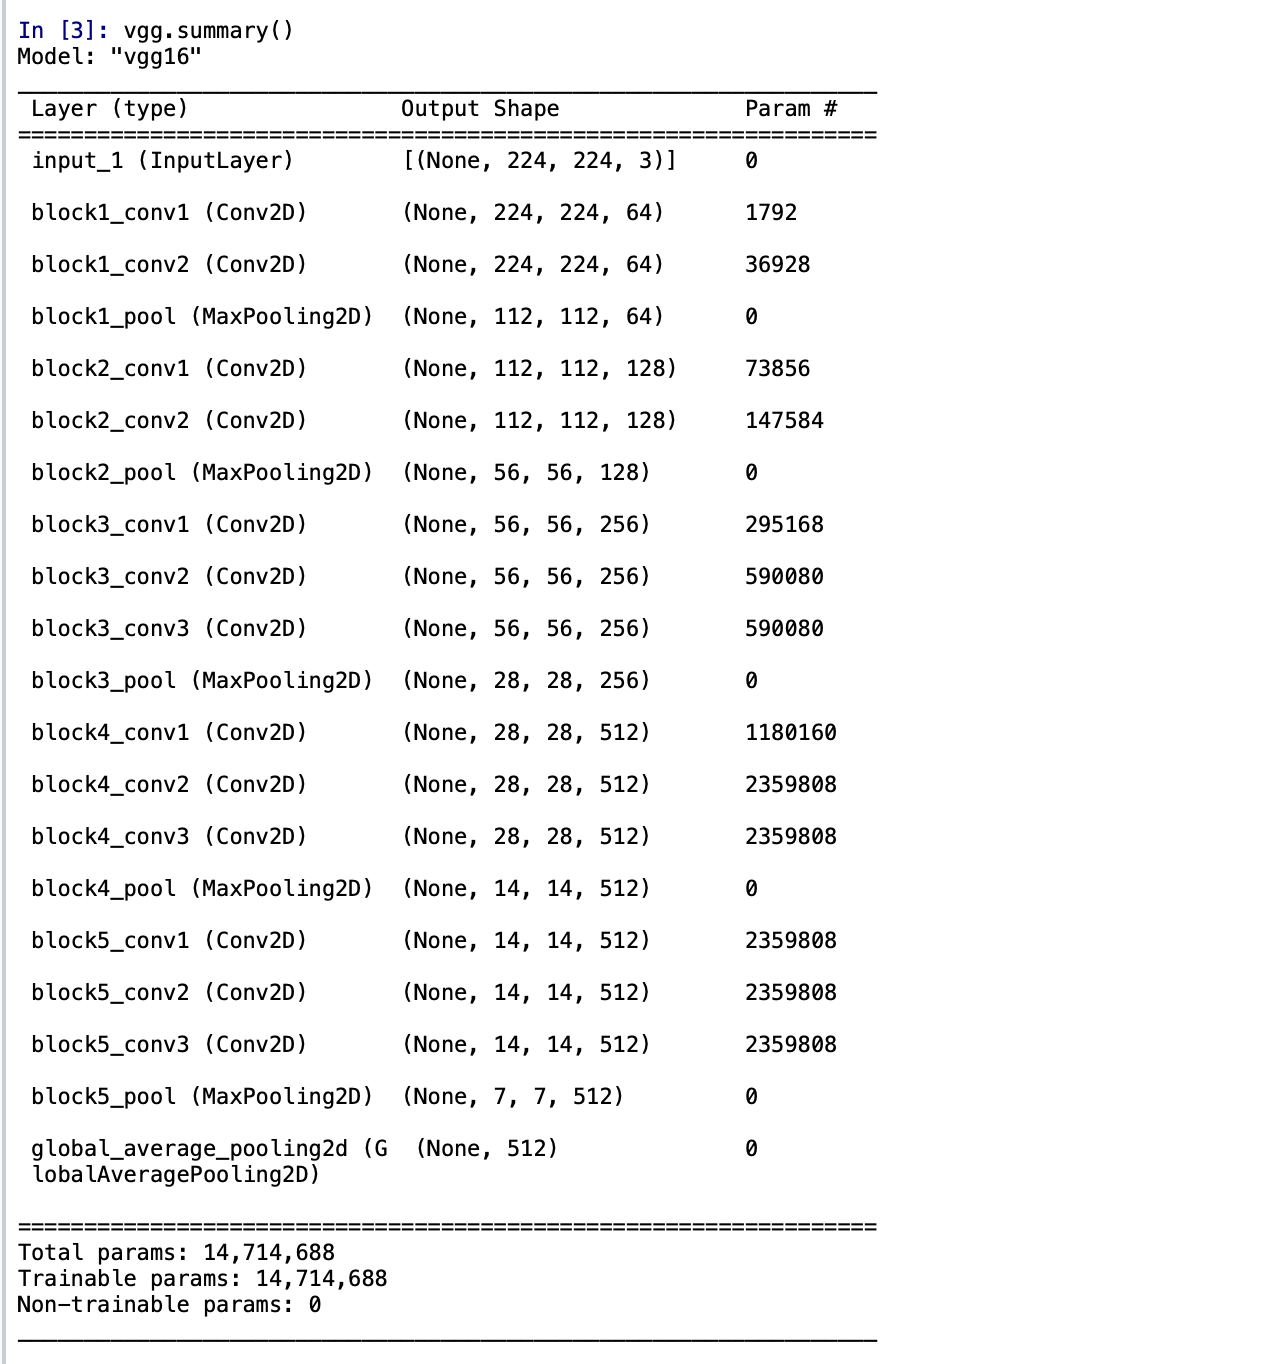 In [3]: vgg.summary()
Model: "vgg16"
_________________________________________________________________
Layer (type) Output Shape Param #
=================================================================
input_1 (InputLayer) [(None, 224, 224, 3)] 0
block1_conv1 (Conv2D) (None, 224, 224, 64) 1792
block1_conv2 (Conv2D) (None, 224, 224, 64) 36928
block1_pool (MaxPooling2D) (None, 112, 112, 64) 0
block2_conv1 (Conv2D) (None, 112, 112, 128) 73856
block2_conv2 (Conv2D) (None, 112, 112, 128) 147584
block2_pool (MaxPooling2D) (None, 56, 56, 128) 0
block3_conv1 (Conv2D) (None, 56, 56, 256) 295168
block3_conv2 (Conv2D) (None, 56, 56, 256) 590080
block3_conv3 (Conv2D) (None, 56, 56, 256) 590080
block3_pool (MaxPooling2D) (None, 28, 28, 256) 0
block4_conv1 (Conv2D) (None, 28, 28, 512) 1180160
block4_conv2 (Conv2D) (None, 28, 28, 512) 2359808
block4_conv3 (Conv2D) (None, 28, 28, 512) 2359808
block4_pool (MaxPooling2D) (None, 14, 14, 512) 0
block5_conv1 (Conv2D) (None, 14, 14, 512) 2359808
block5_conv2 (Conv2D) (None, 14, 14, 512) 2359808
block5_conv3 (Conv2D) (None, 14, 14, 512) 2359808
block5_pool (MaxPooling2D) (None, 7, 7, 512) 0
global_average_pooling2d (G (None, 512) 0
lobalAveragePooling2D)
=================================================================
Total params: 14,714,688
Trainable params: 14,714,688
Non-trainable params: 0
_________________________________________________________________